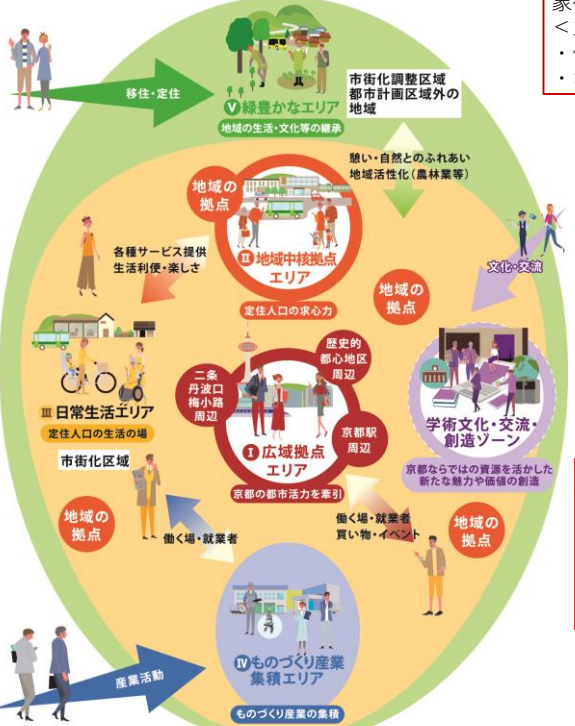 移住・定住
Ⅴ緑豊かなエリア
地域の生活・文化等の継承
市街化調整区域
都市計画区域外の
地域
憩い・自然とのふれあい
地域活性化(農林業等)
地域の
拠点
Ⅱ地域中核拠点
エリア
定住人口の求心力
各種サービス提供
生活利便・楽しさ
地域の
拠点
文化・交流
Ⅲ日常生活エリア
定住人口の生活の場
市街化区域
二条
丹波口
梅小路
周辺
歴史的
都心地区
周辺
京都駅
周辺
Ⅰ広域拠点
エリア
京都の都市活力を牽引
学術文化・交流・
創造ゾーン
京都ならではの資源を活かした
新たな魅力や価値の創造
地域の
拠点
働く場・就業者
働く場・就業者
買い物・イベント
地域の
拠点
Ⅳものづくり産業
集積エリア
ものづくり産業の集積
産業活動